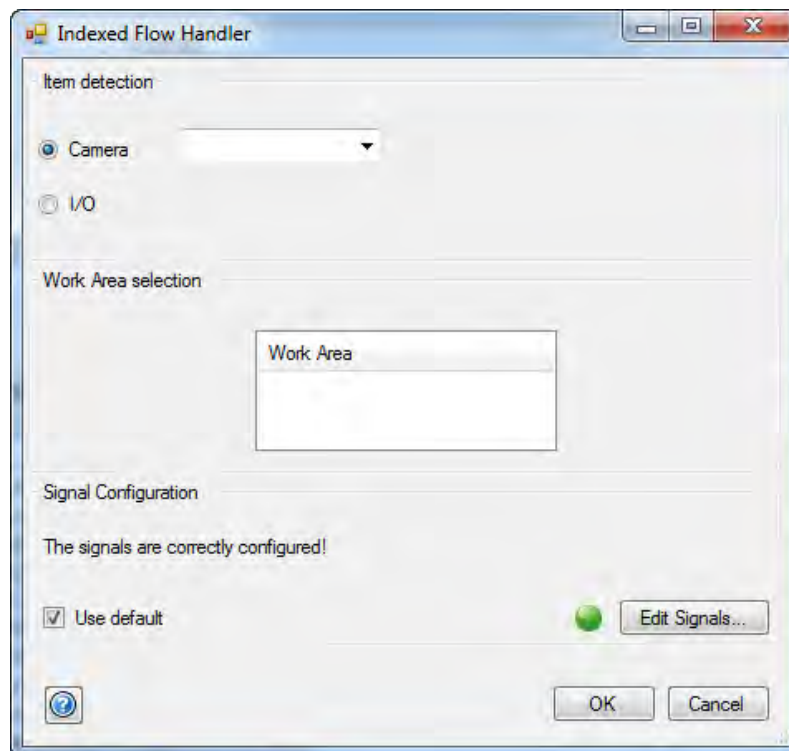 Indexed Flow Handler
Item detection
Camera
I/O
Work Area selection
Work Area
Signal Configuration
The signals are correctly configured!
Use default
Edit Signals...
OK
Cancel